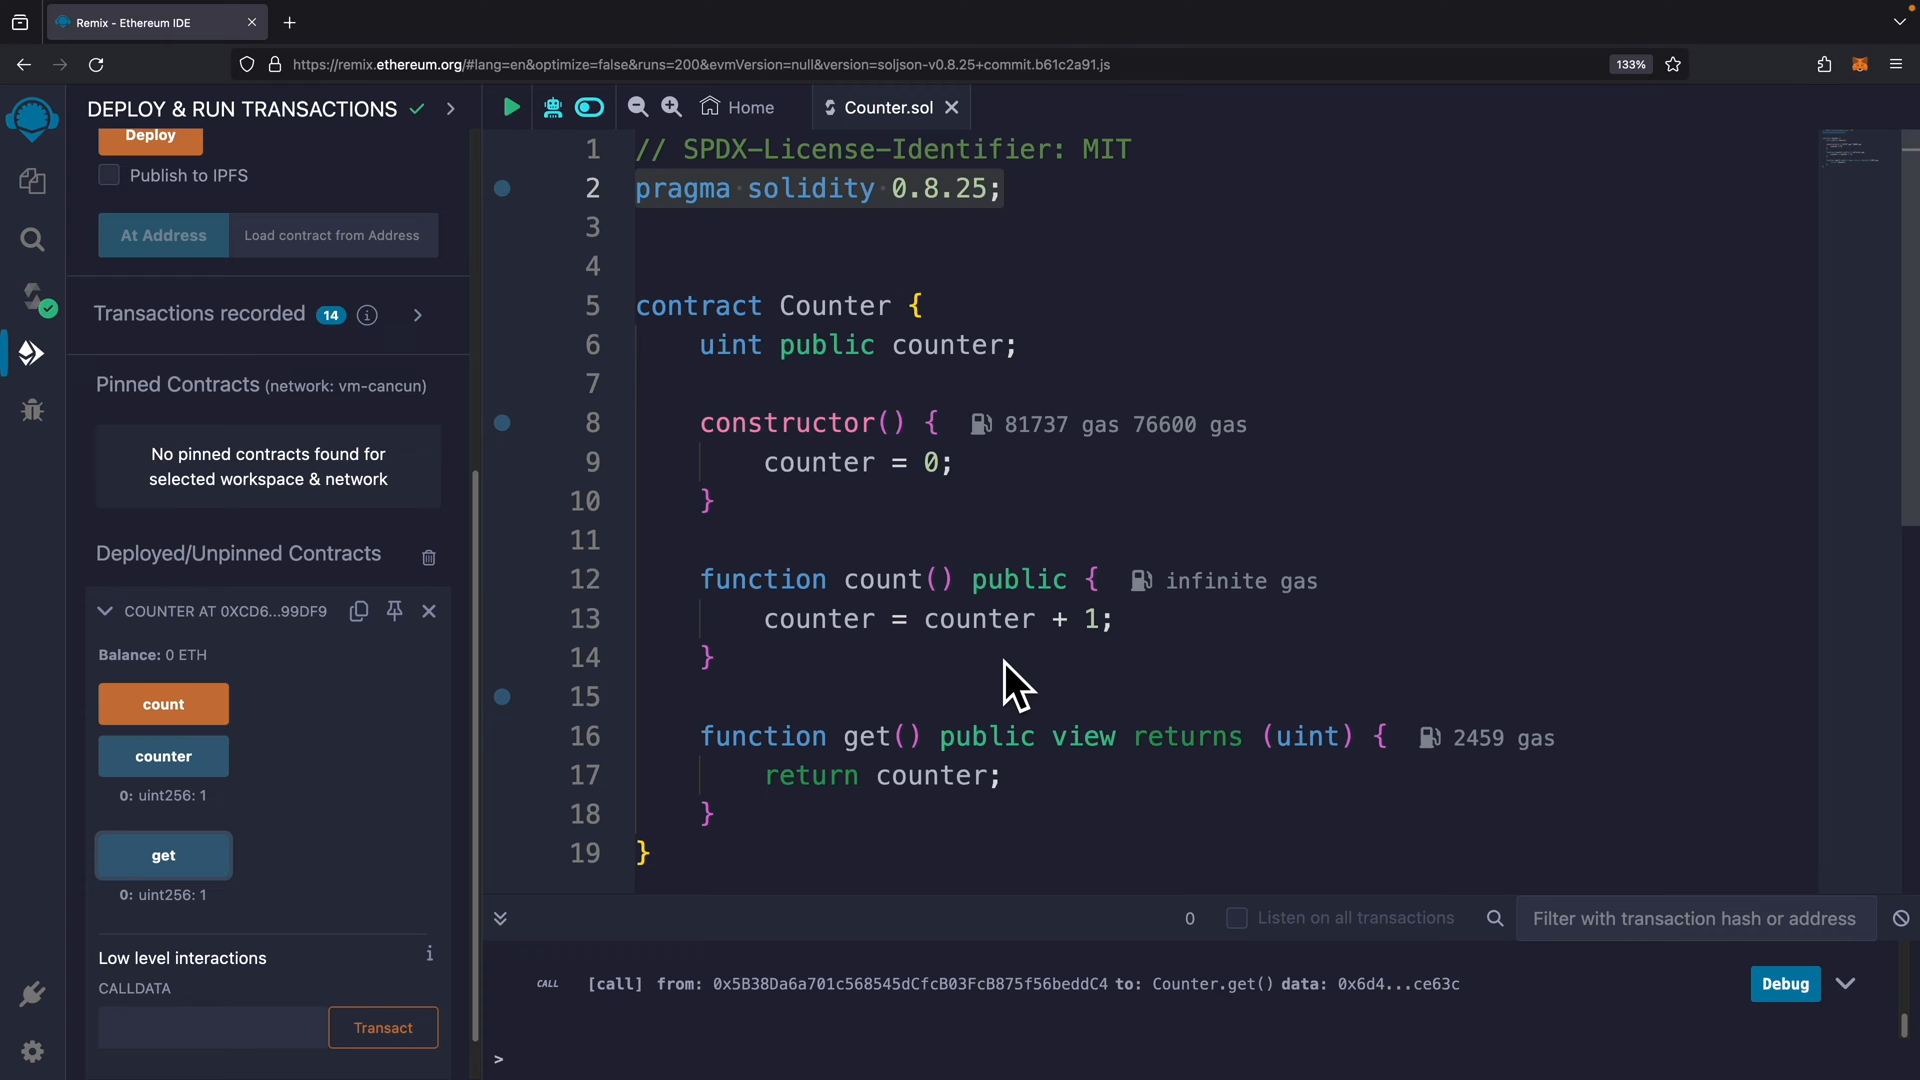 Remix - Ethereum IDE
https://remix.ethereum.org/#lang=en&optimize=false&runs=200&evmVersion=null&version=soljson-v0.8.25+commit.b61c2a91.js
133%
DEPLOY & RUN TRANSACTIONS
Deploy
Publish to IPFS
At Address
Load contract from Address
Transactions recorded 14 i
Pinned Contracts (network: vm-cancun)
No pinned contracts found for
selected workspace & network
Deployed/Unpinned Contracts
COUNTER AT 0XCD6...99DF9
Balance: 0 ETH
count
counter
0: uint256: 1
get
0: uint256: 1
Low level interactions
i
CALLDATA
Transact
Home
Counter.sol
1 // SPDX-License-Identifier: MIT
2 pragma solidity 0.8.25;
3
4
5 contract Counter {
6 uint public counter;
7
8 constructor() { 81737 gas 76600 gas
9 counter = 0;
10 }
11
12 function count() public { infinite gas
13 counter = counter + 1;
14 }
15
16 function get() public view returns (uint) { 2459 gas
17 return counter;
18 }
19 }
0
Listen on all transactions
Filter with transaction hash or address
CALL [call] from: 0x5B38Da6a701c568545dCfcB03FcB875f56beddC4 to: Counter.get() data: 0x6d4...ce63c
Debug
>